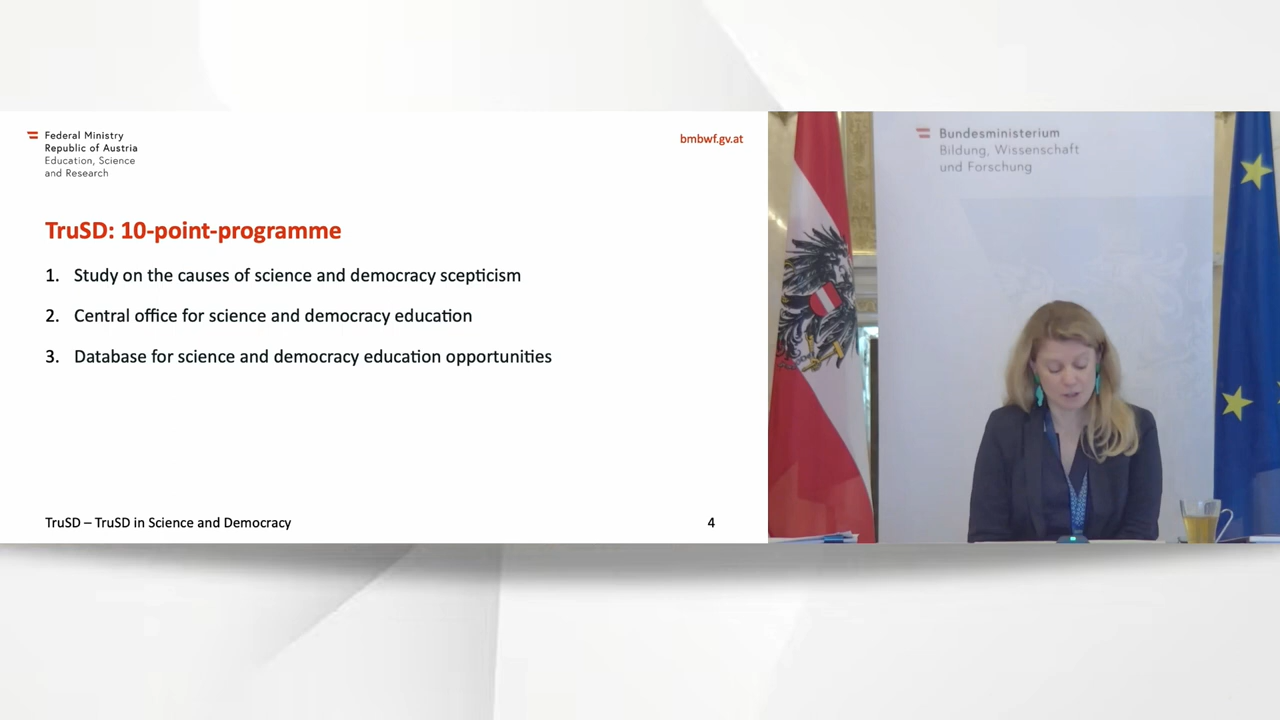 Federal Ministry
Republic of Austria
Education, Science
and Research
bmbwf.gv.at
TruSD: 10-point-programme
1. Study on the causes of science and democracy scepticism
2. Central office for science and democracy education
3. Database for science and democracy education opportunities
TruSD – TruSD in Science and Democracy
4
Bundesministerium
Bildung, Wissenschaft
und Forschung